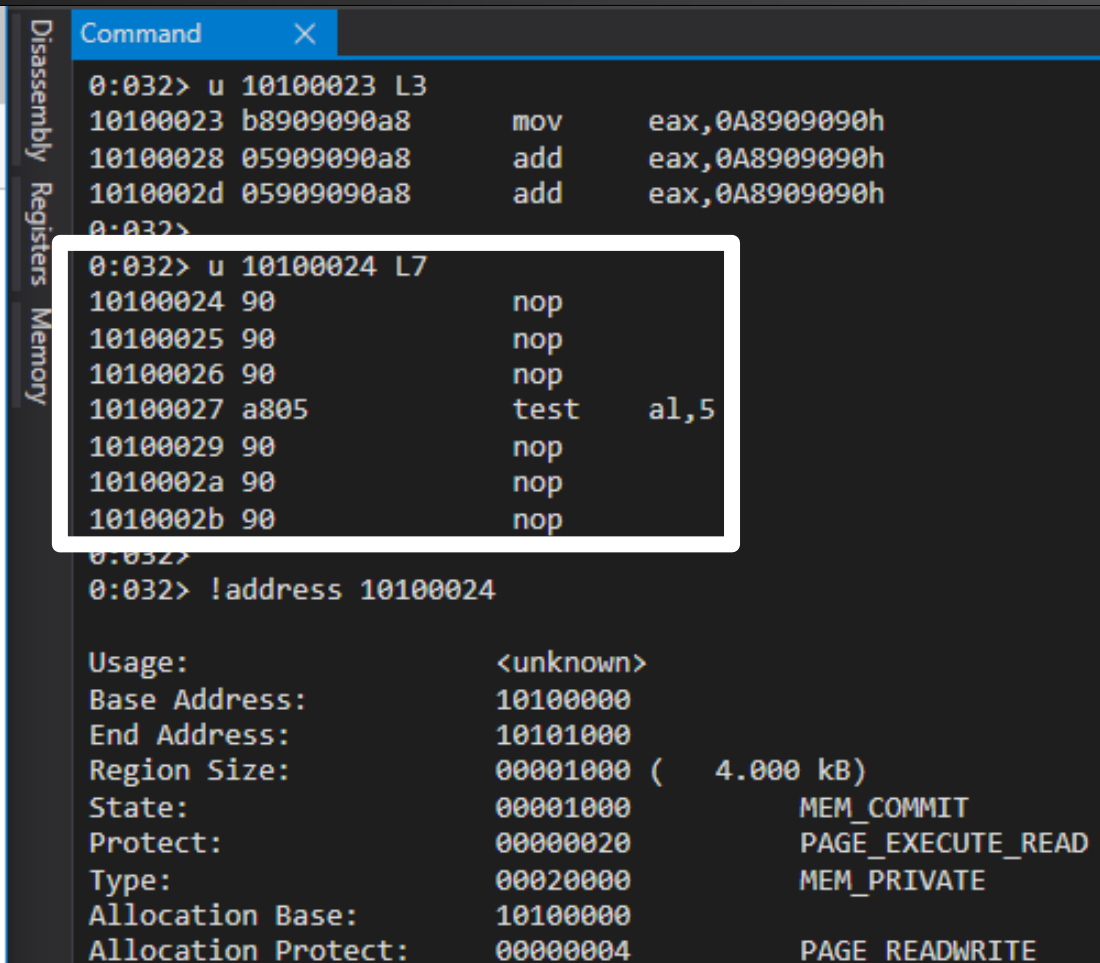 Disassembly
Registers
Memory
Command
0:032> u 10100023 L3
10100023 b8909090a8 mov eax,0A8909090h
10100028 05909090a8 add eax,0A8909090h
1010002d 05909090a8 add eax,0A8909090h
0:032>
0:032> u 10100024 L7
10100024 90 nop
10100025 90 nop
10100026 90 nop
10100027 a805 test al,5
10100029 90 nop
1010002a 90 nop
1010002b 90 nop
0:032>
0:032> !address 10100024
Usage: <unknown>
Base Address: 10100000
End Address: 10101000
Region Size: 00001000 ( 4.000 kB)
State: 00001000 MEM_COMMIT
Protect: 00000020 PAGE_EXECUTE_READ
Type: 00020000 MEM_PRIVATE
Allocation Base: 10100000
Allocation Protect: 00000004 PAGE_READWRITE